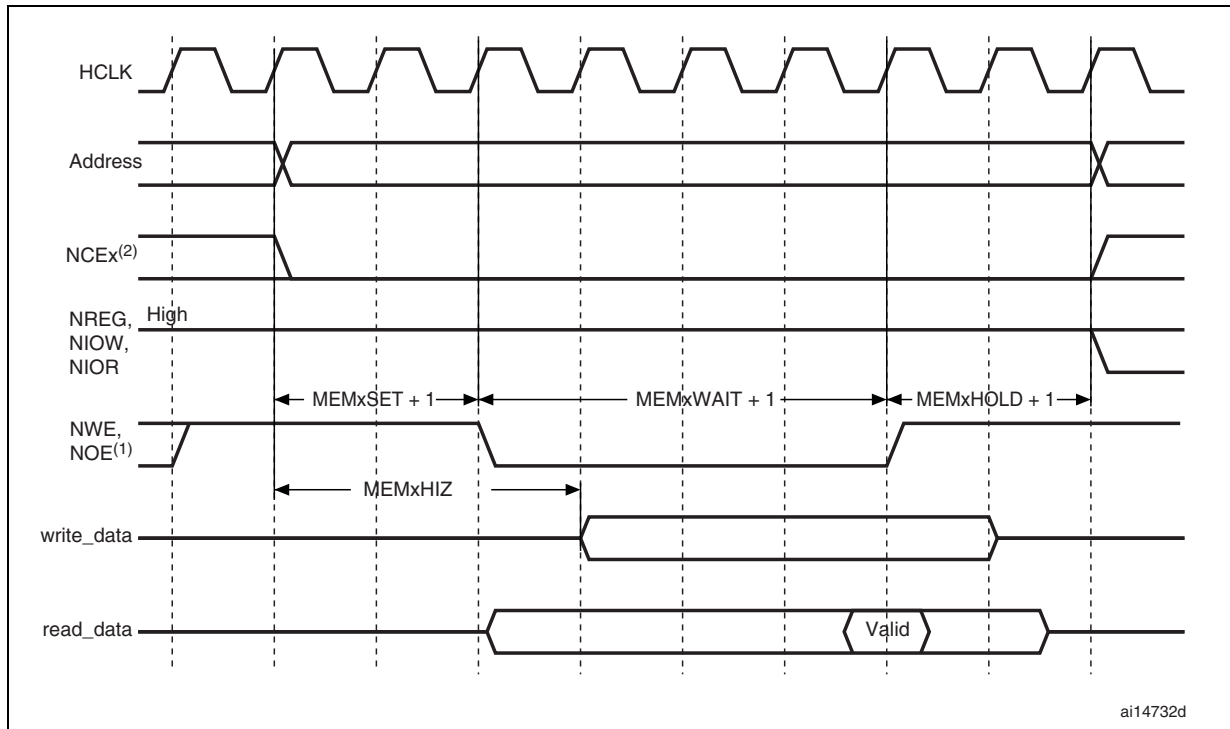 HCLK
Address
NCEx(2)
High
NREG,
NIOW,
NIOR
MEMxSET + 1
MEMxWAIT + 1
MEMxHOLD + 1
NWE,
NOE(1)
MEMxHIZ
write_data
read_data
Valid
ai14732d